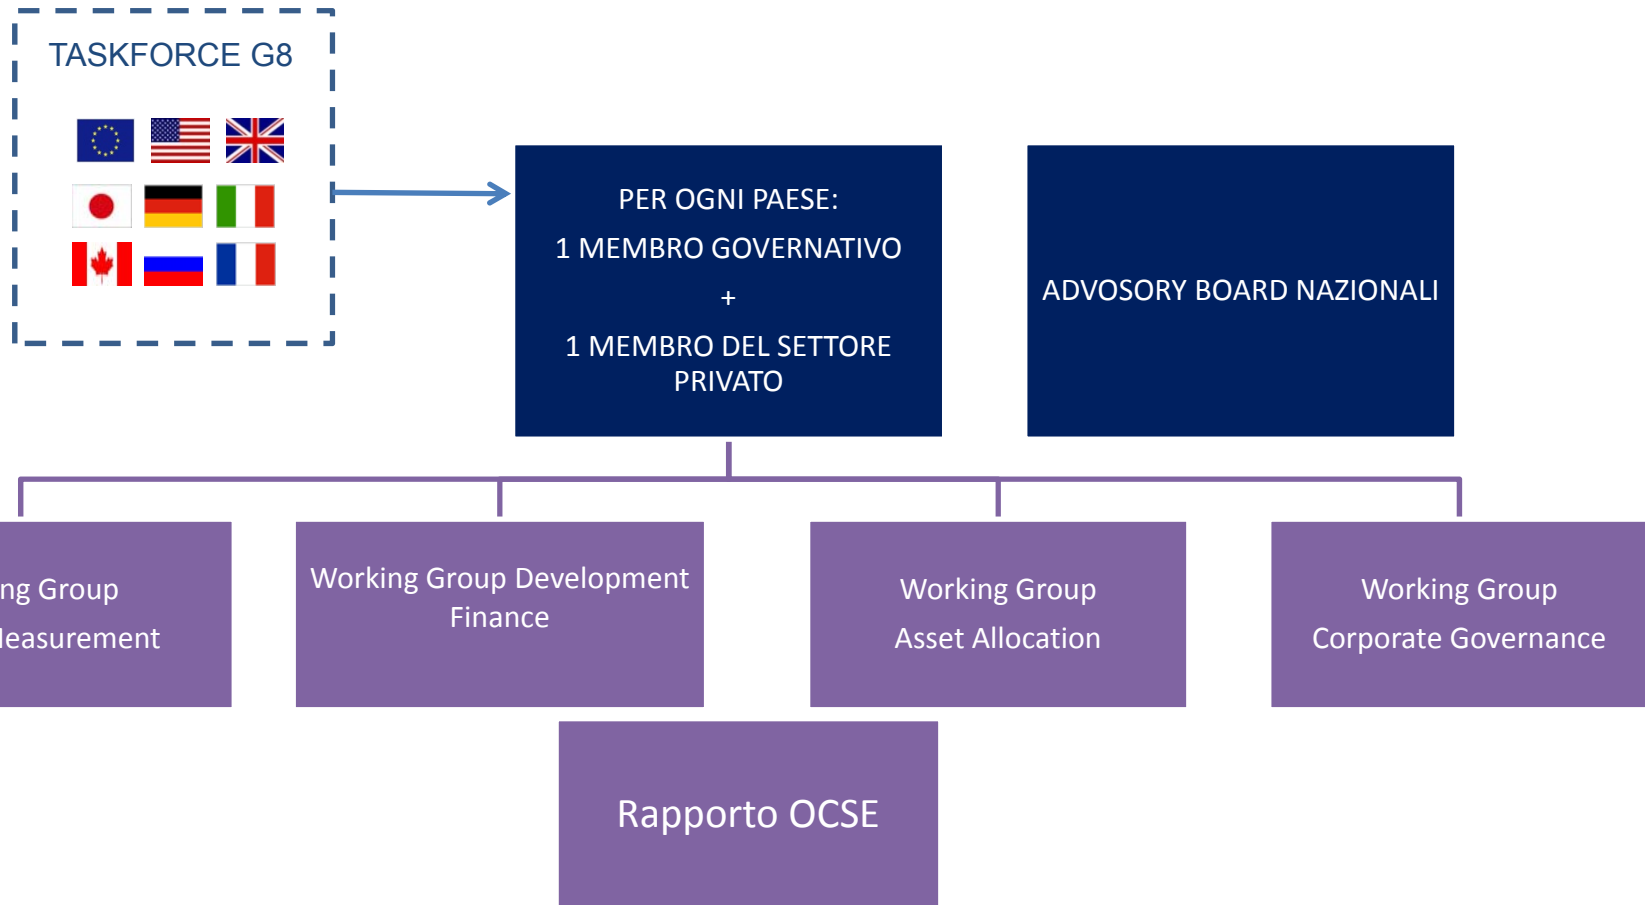 TASKFORCE G8
PER OGNI PAESE:
1 MEMBRO GOVERNATIVO
+
1 MEMBRO DEL SETTORE
PRIVATO
ADVOSORY BOARD NAZIONALI
ng Group
Measurement
Working Group Development
Finance
Working Group
Asset Allocation
Working Group
Corporate Governance
Rapporto OCSE